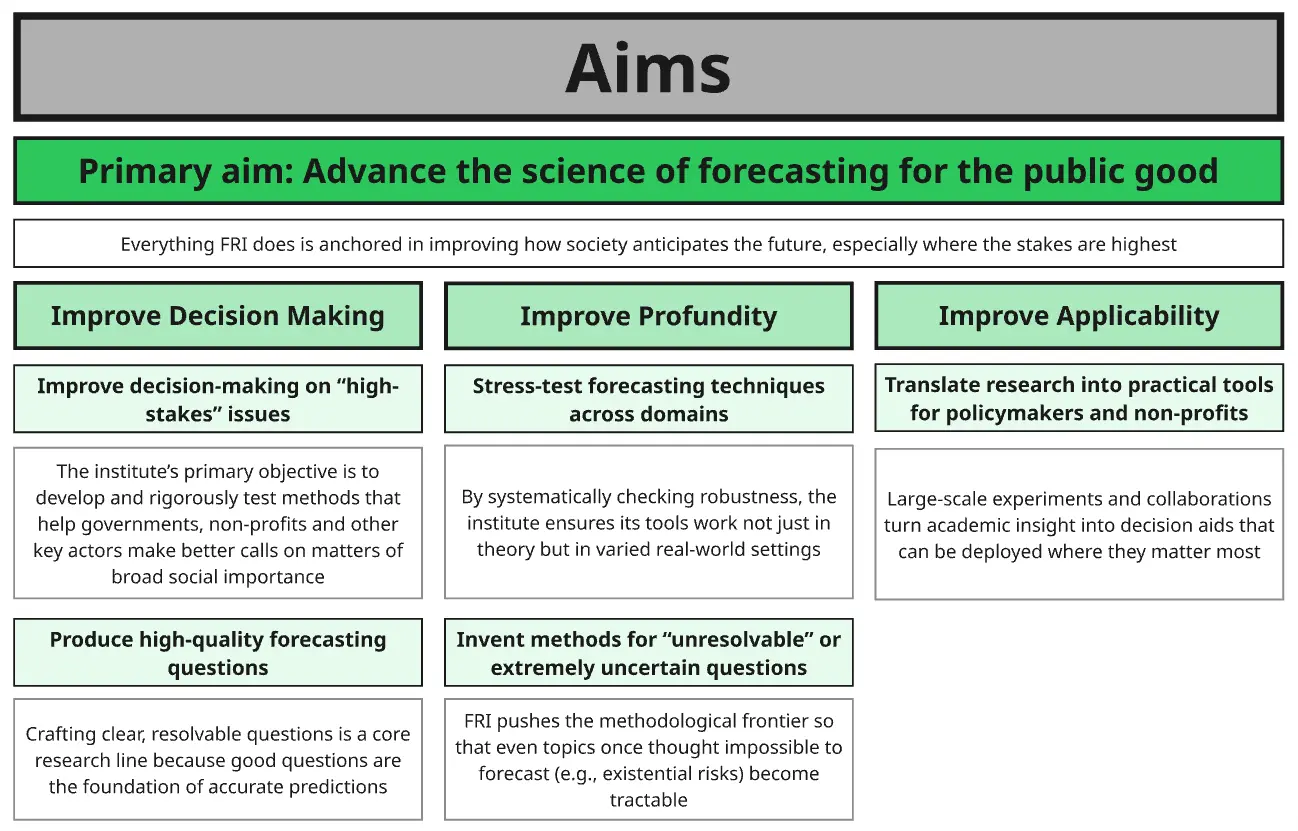 Aims
Primary aim: Advance the science of forecasting for the public good
Everything FRI does is anchored in improving how society anticipates the future, especially where the stakes are highest
Improve Decision Making
Improve decision-making on “high-
stakes” issues
The institute’s primary objective is to
develop and rigorously test methods that
help governments, non-profits and other
key actors make better calls on matters of
broad social importance
Produce high-quality forecasting
questions
Crafting clear, resolvable questions is a core
research line because good questions are
the foundation of accurate predictions
Improve Profundity
Stress-test forecasting techniques
across domains
By systematically checking robustness, the
institute ensures its tools work not just in
theory but in varied real-world settings
Invent methods for “unresolvable” or
extremely uncertain questions
FRI pushes the methodological frontier so
that even topics once thought impossible to
forecast (e.g., existential risks) become
tractable
Improve Applicability
Translate research into practical tools
for policymakers and non-profits
Large-scale experiments and collaborations
turn academic insight into decision aids that
can be deployed where they matter most